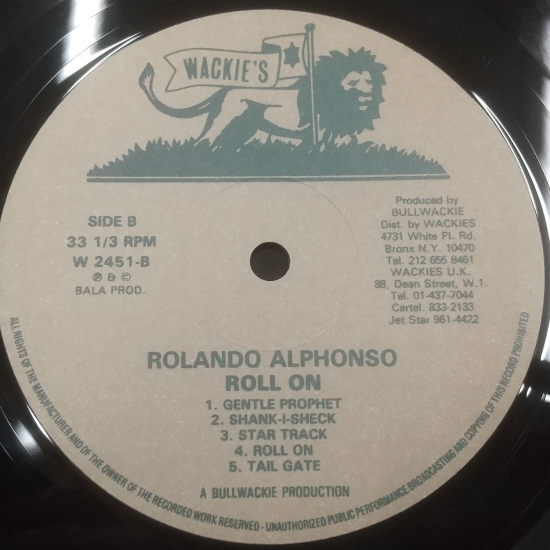 WACKIE'S
SIDE B
33 1/3 RPM
W 2451-B
℗ & ©
BALA PROD.
Produced by
BULLWACKIE
Dist. by WACKIES
4731 White Pl. Rd.
Bronx N.Y. 10470
Tel. 212 655 8461
WACKIES U.K.
88, Dean Street, W.1.
Tel. 01-437-7044
Cartel. 833-2133
Jet Star 961-4422
ROLANDO ALPHONSO
ROLL ON
1. GENTLE PROPHET
2. SHANK-I-SHECK
3. STAR TRACK
4. ROLL ON
5. TAIL GATE
A BULLWACKIE PRODUCTION
ALL RIGHTS OF THE MANUFACTURER AND OF THE OWNER OF THE RECORDED WORK RESERVED - UNAUTHORIZED PUBLIC PERFORMANCE BROADCASTING AND COPYING OF THIS RECORD PROHIBITED